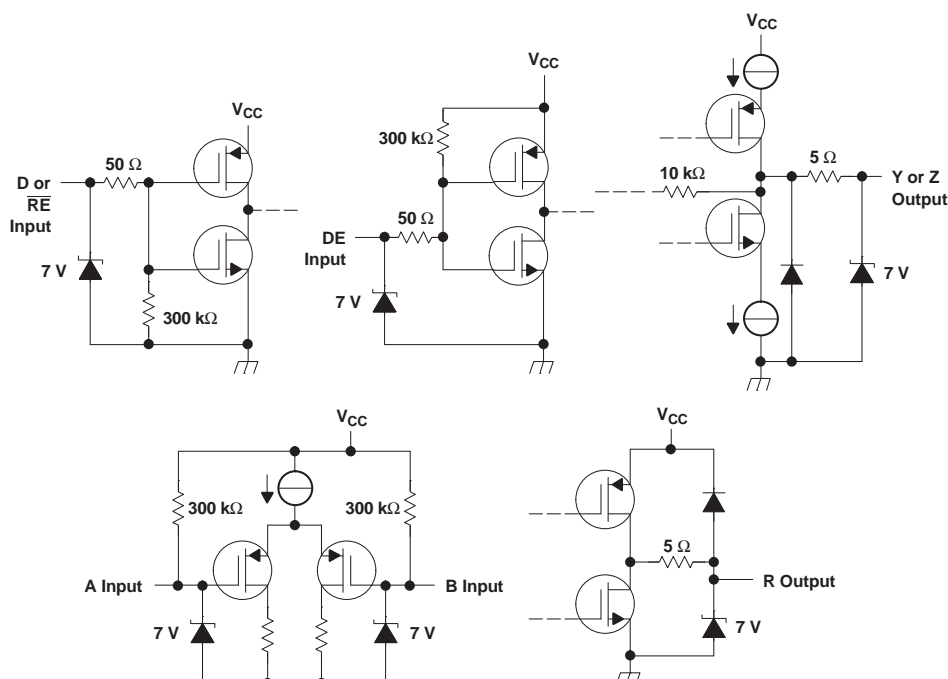 VCC
50 Ω
D or
RE
Input
7 V
300 kΩ
VCC
300 kΩ
50 Ω
DE
Input
7 V
VCC
10 kΩ
5 Ω
Y or Z
Output
7 V
VCC
300 kΩ
300 kΩ
A Input
B Input
7 V
7 V
VCC
5 Ω
R Output
7 V